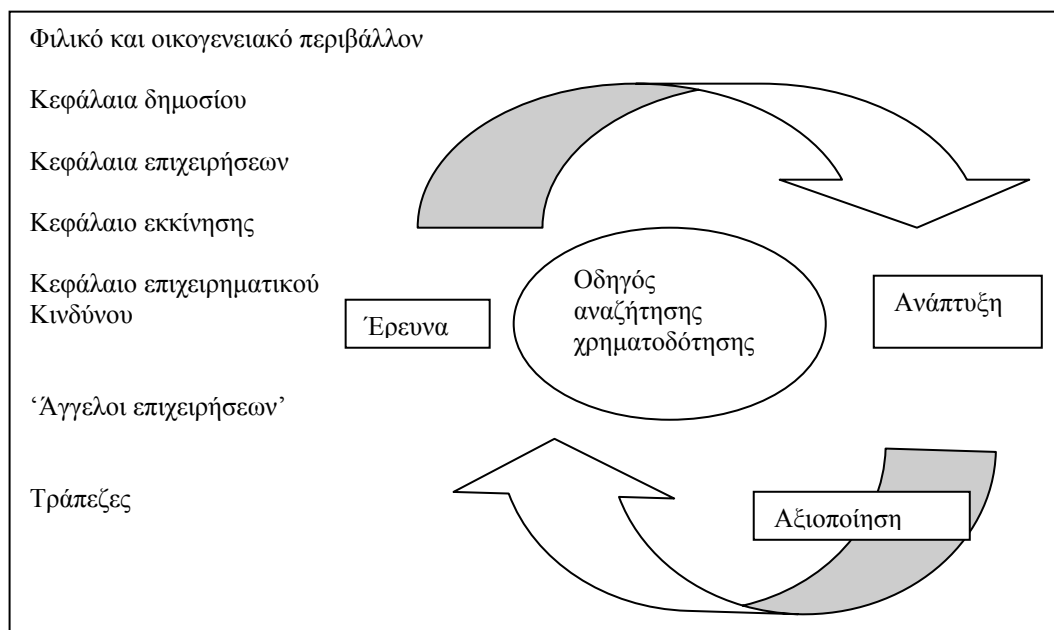 Φιλικό και οικογενειακό περιβάλλον
Κεφάλαια δημοσίου
Κεφάλαια επιχειρήσεων
Κεφάλαιο εκκίνησης
Κεφάλαιο επιχειρηματικού
Κινδύνου
‘Άγγελοι επιχειρήσεων’
Τράπεζες
Έρευνα
Οδηγός
αναζήτησης
χρηματοδότησης
Ανάπτυξη
Αξιοποίηση